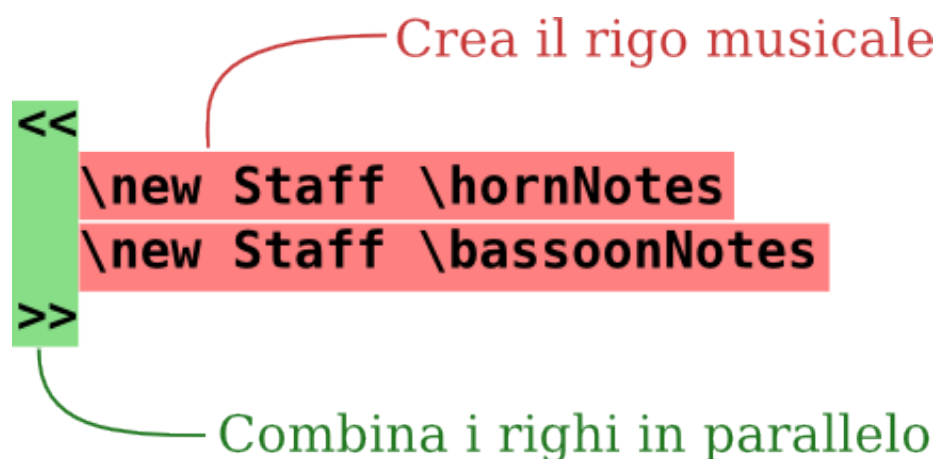 Crea il rigo musicale
<<
\new Staff \hornNotes
\new Staff \bassoonNotes
>>
Combina i righi in parallelo